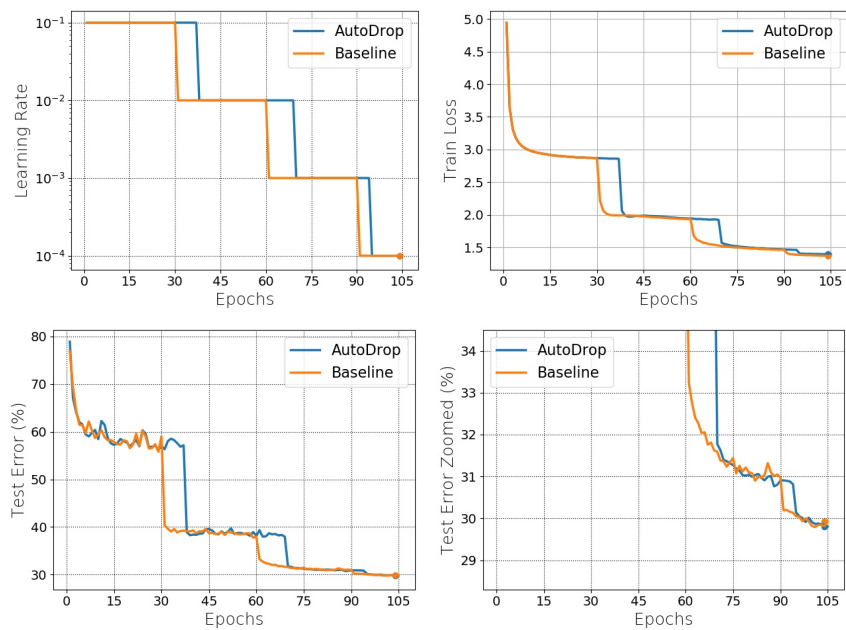 10⁻¹
10⁻²
10⁻³
10⁻⁴
Learning Rate
0 15 30 45 60 75 90 105
Epochs
AutoDrop
Baseline
5.0
4.5
4.0
3.5
3.0
2.5
2.0
1.5
Train Loss
0 15 30 45 60 75 90 105
Epochs
AutoDrop
Baseline
80
70
60
50
40
30
Test Error (%)
0 15 30 45 60 75 90 105
Epochs
AutoDrop
Baseline
34
33
32
31
30
29
Test Error Zoomed (%)
0 15 30 45 60 75 90 105
Epochs
AutoDrop
Baseline